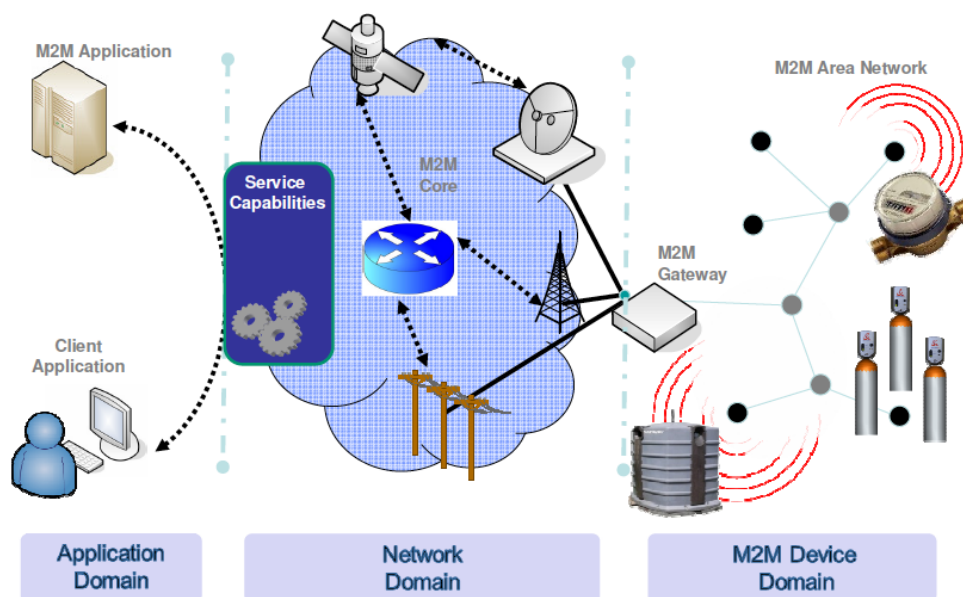 M2M Application
M2M Area Network
Service
Capabilities
M2M
Core
M2M
Gateway
Client
Application
Application
Domain
Network
Domain
M2M Device
Domain